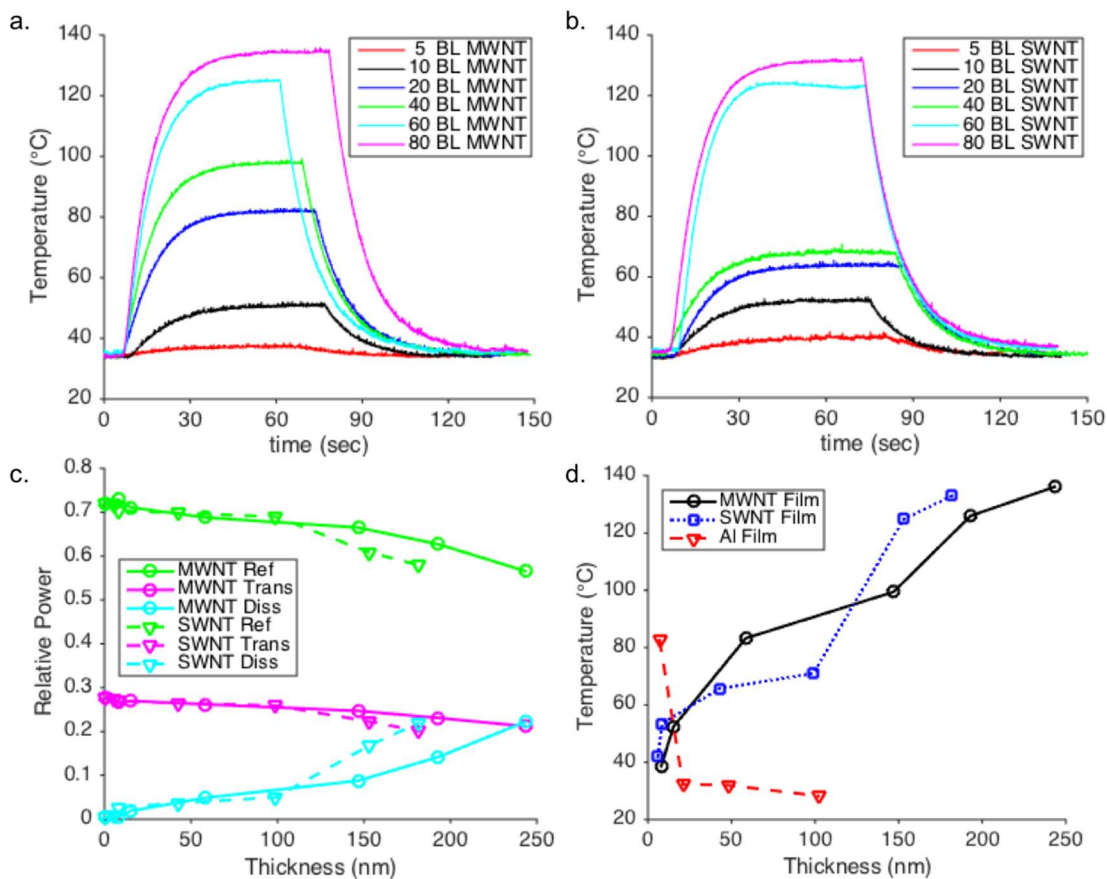 a.
140
120
100
80
60
40
20
Temperature (°C)
0
30
60
90
120
150
time (sec)
5 BL MWNT
10 BL MWNT
20 BL MWNT
40 BL MWNT
60 BL MWNT
80 BL MWNT
b.
140
120
100
80
60
40
20
Temperature (°C)
0
30
60
90
120
150
time (sec)
5 BL SWNT
10 BL SWNT
20 BL SWNT
40 BL SWNT
60 BL SWNT
80 BL SWNT
c.
0.8
0.7
0.6
0.5
0.4
0.3
0.2
0.1
0
Relative Power
0
50
100
150
200
250
Thickness (nm)
MWNT Ref
MWNT Trans
MWNT Diss
SWNT Ref
SWNT Trans
SWNT Diss
d.
140
120
100
80
60
40
20
Temperature (°C)
0
50
100
150
200
250
Thickness (nm)
MWNT Film
SWNT Film
Al Film